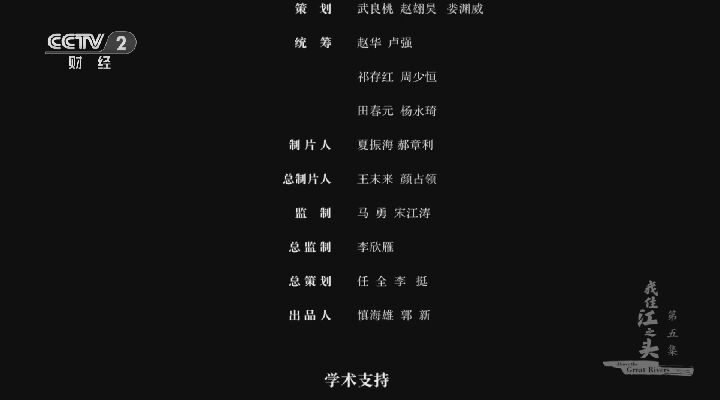 策 划 武良桃 赵翊昊 娄渊威
CCTV 2
财 经
统 筹 赵华 卢强
祁存红 周少恒
田春元 杨永琦
制 片 人 夏振海 郝章利
总制片人 王末来 颜占领
监 制 马 勇 宋江涛
总 监 制 李欣雁
总 策 划 任 全 李 挺
出 品 人 慎海雄 郭 新
我住江之头
第五集
Above the
Great Rivers
学术支持